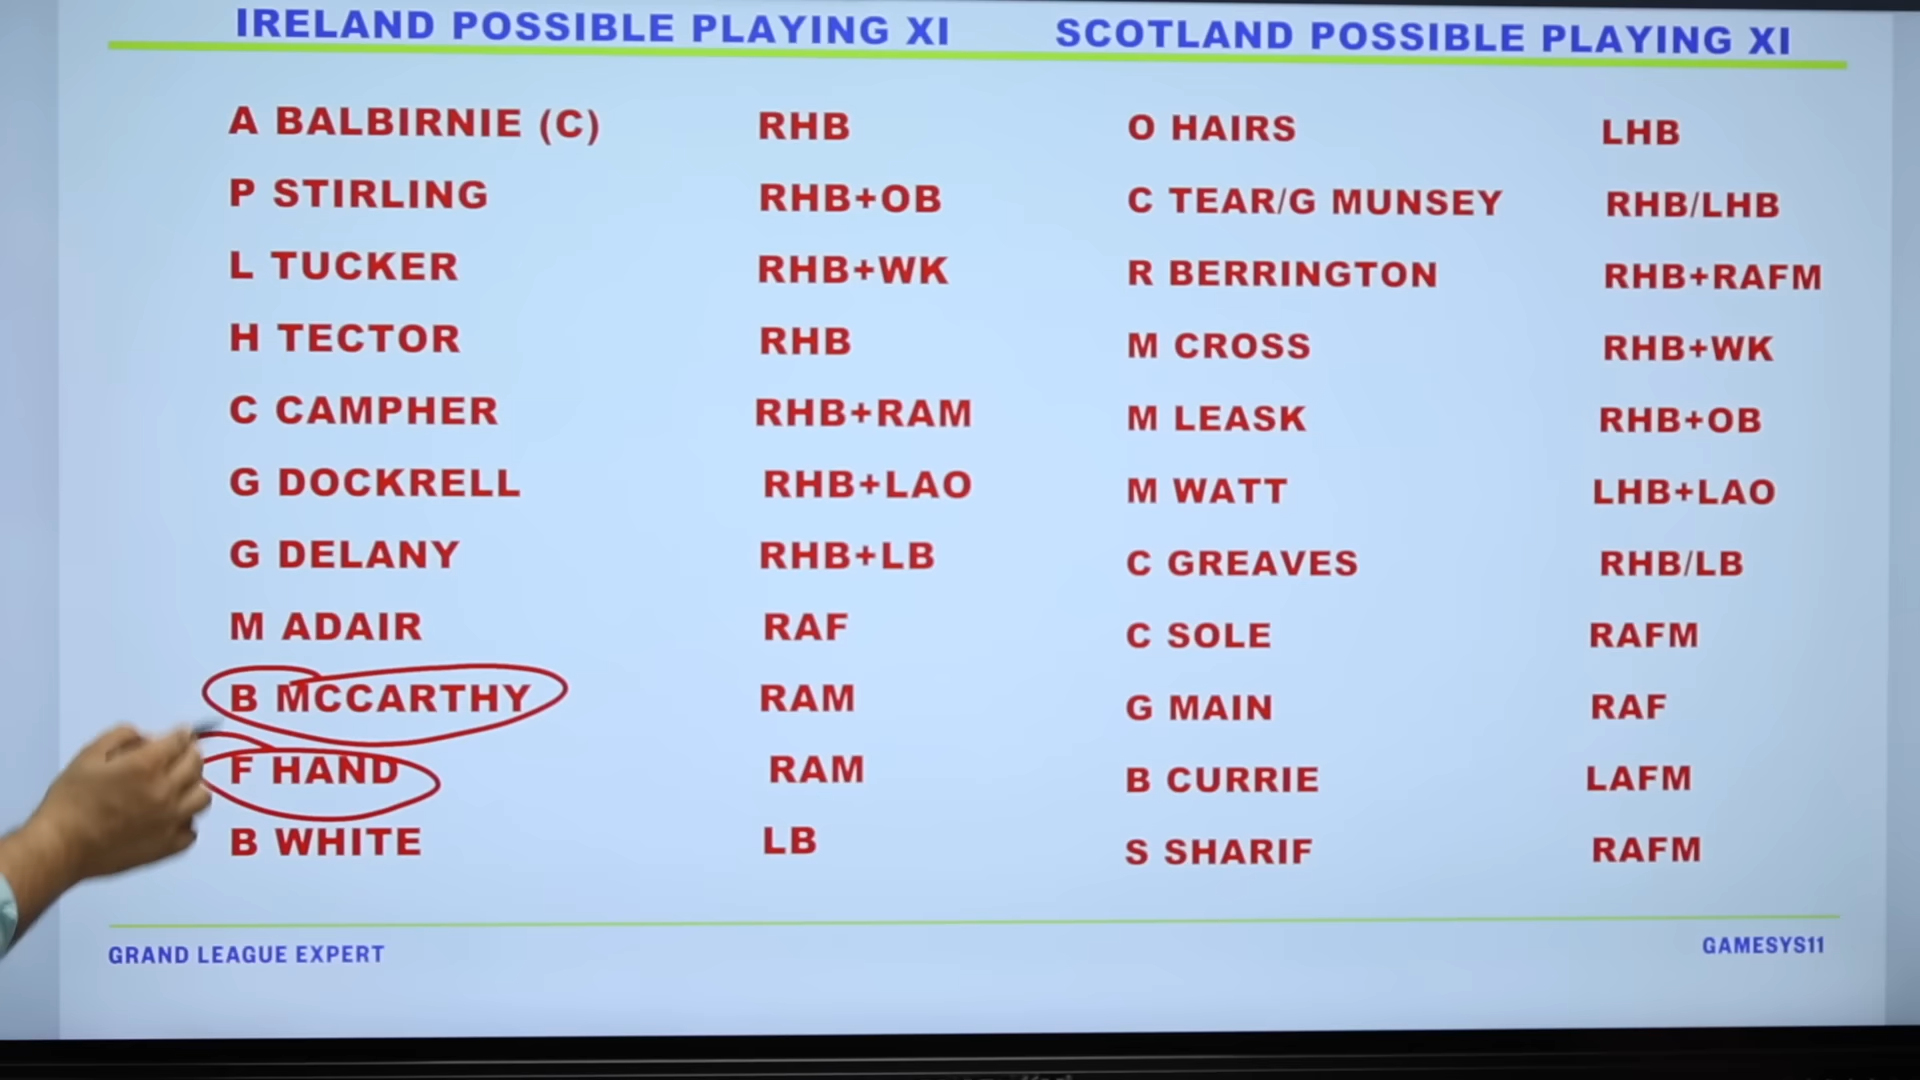 IRELAND POSSIBLE PLAYING XI SCOTLAND POSSIBLE PLAYING XI
A BALBIRNIE (C) RHB O HAIRS LHB
P STIRLING RHB+OB C TEAR/G MUNSEY RHB/LHB
L TUCKER RHB+WK R BERRINGTON RHB+RAFM
H TECTOR RHB M CROSS RHB+WK
C CAMPHER RHB+RAM M LEASK RHB+OB
G DOCKRELL RHB+LAO M WATT LHB+LAO
G DELANY RHB+LB C GREAVES RHB/LB
M ADAIR RAF C SOLE RAFM
B MCCARTHY RAM G MAIN RAF
F HAND RAM B CURRIE LAFM
B WHITE LB S SHARIF RAFM
GRAND LEAGUE EXPERT GAMESYS11